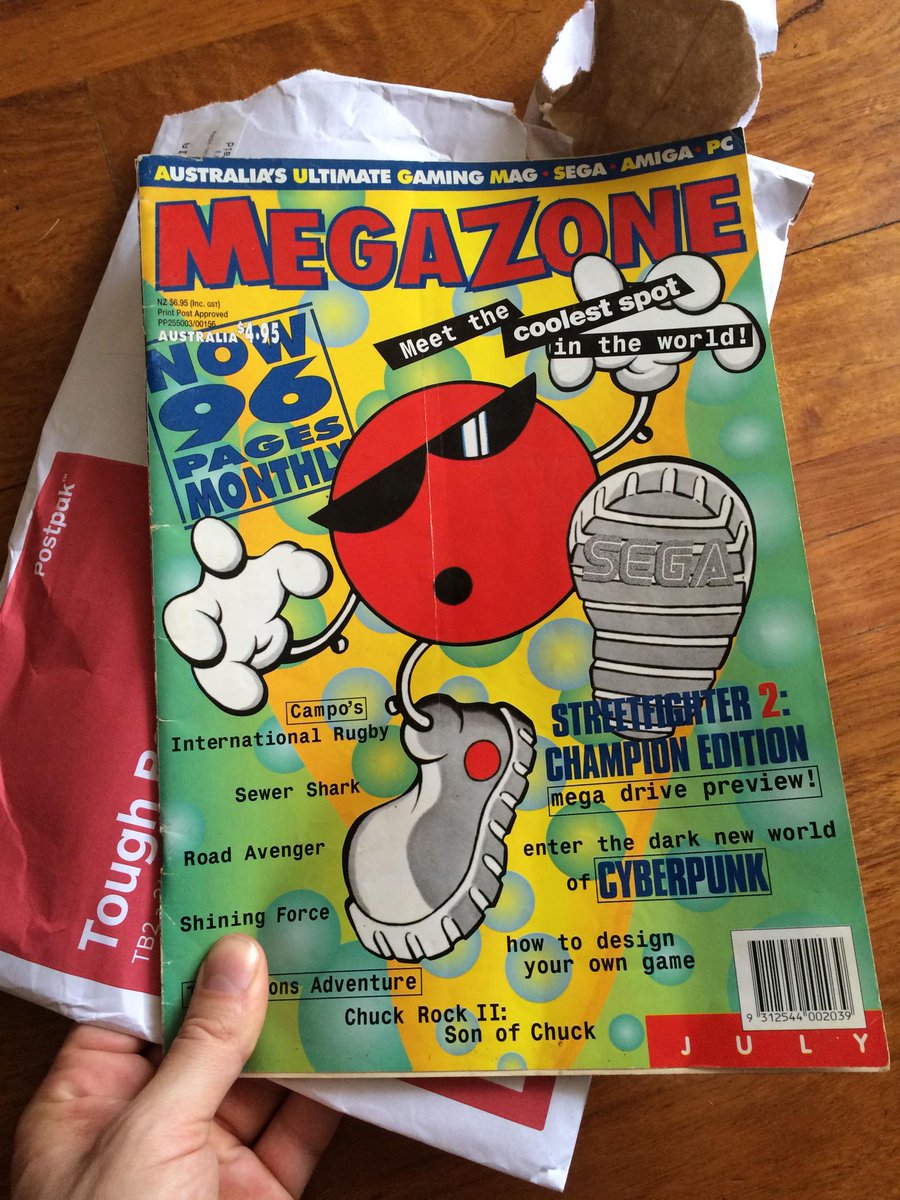 AUSTRALIA'S ULTIMATE GAMING MAG • SEGA • AMIGA • PC
MEGAZONE
NZ $6.95 (Inc. GST)
Print Post Approved
PP255003/00156
AUSTRALIA $4.95
NOW
96
PAGES
MONTHLY
Meet the
coolest spot
in the world!
SEGA
Campo's
International Rugby
Sewer Shark
Road Avenger
Shining Force
Adventure
Chuck Rock II:
Son of Chuck
STREETFIGHTER 2:
CHAMPION EDITION
mega drive preview!
enter the dark new world
of CYBERPUNK
how to design
your own game
9 312544 002039
JULY
Postpak™
Tough
TB2